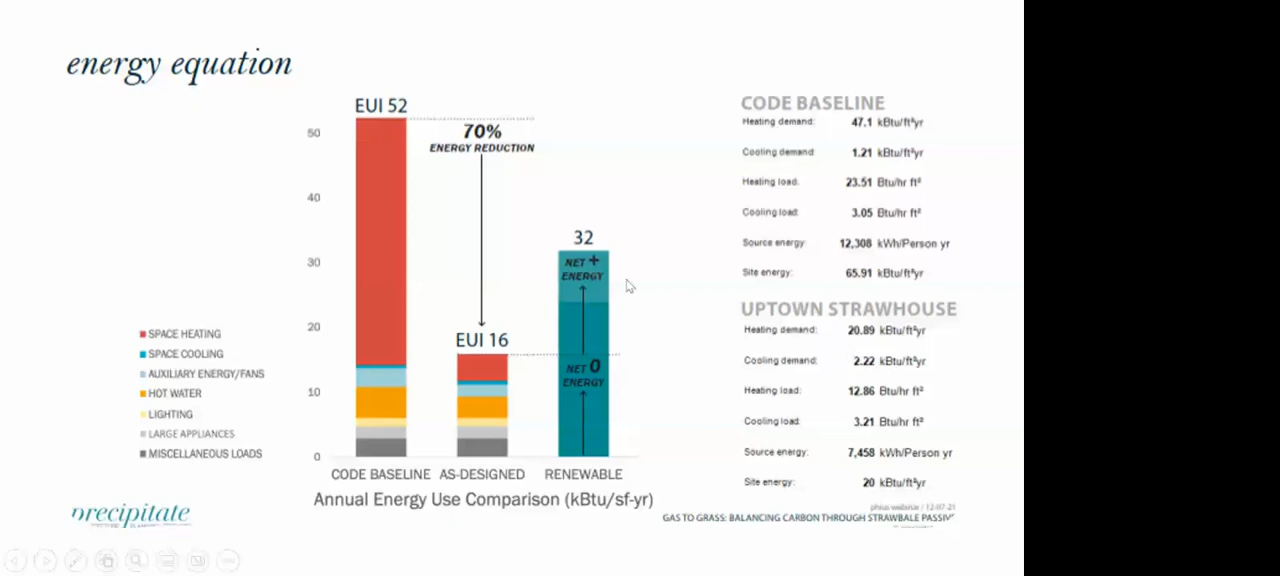 energy equation
EUI 52
50
40
30
20
10
0
70%
ENERGY REDUCTION
EUI 16
32
NET +
ENERGY
NET 0
ENERGY
SPACE HEATING
SPACE COOLING
AUXILIARY ENERGY/FANS
HOT WATER
LIGHTING
LARGE APPLIANCES
MISCELLANEOUS LOADS
CODE BASELINE AS-DESIGNED RENEWABLE
Annual Energy Use Comparison (kBtu/sf-yr)
CODE BASELINE
Heating demand: 47.1 kBtu/ft²yr
Cooling demand: 1.21 kBtu/ft²yr
Heating load: 23.51 Btu/hr ft²
Cooling load: 3.05 Btu/hr ft²
Source energy: 12,308 kWh/Person yr
Site energy: 65.91 kBtu/ft²yr
UPTOWN STRAWHOUSE
Heating demand: 20.89 kBtu/ft²yr
Cooling demand: 2.22 kBtu/ft²yr
Heating load: 12.86 Btu/hr ft²
Cooling load: 3.21 Btu/hr ft²
Source energy: 7,458 kWh/Person yr
Site energy: 20 kBtu/ft²yr
precipitate
phius webinar / 12-07-21
GAS TO GRASS: BALANCING CARBON THROUGH STRAWBALE PASSIV